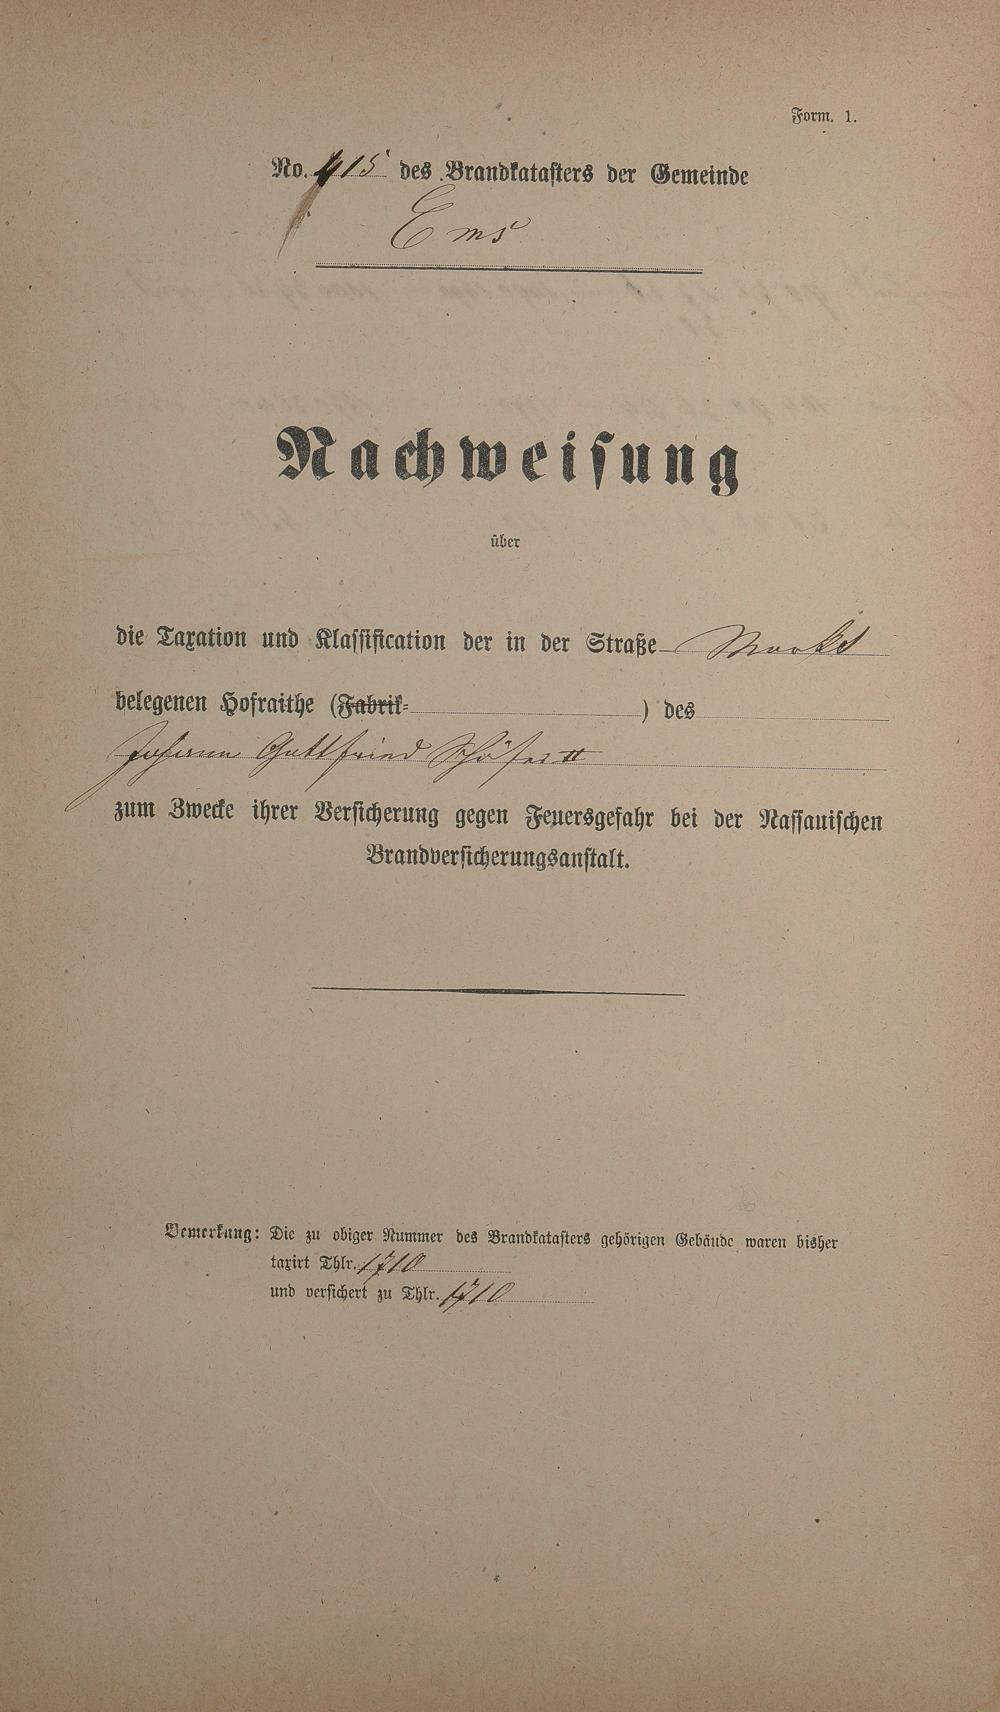 Form. 1.
No. 415 des Brandkatasters der Gemeinde
Ems
Nachweisung
über
die Taxation und Klassification der in der Straße Markt
belegenen Hofraithe (Fabrik- ) des
Johann Gottfried II
zum Zwecke ihrer Versicherung gegen Feuersgefahr bei der Nassauischen
Brandversicherungsanstalt.
Bemerkung: Die zu obiger Nummer des Brandkatasters gehörigen Gebäude waren bisher
taxirt Thlr. 1710
und versichert zu Thlr. 1710